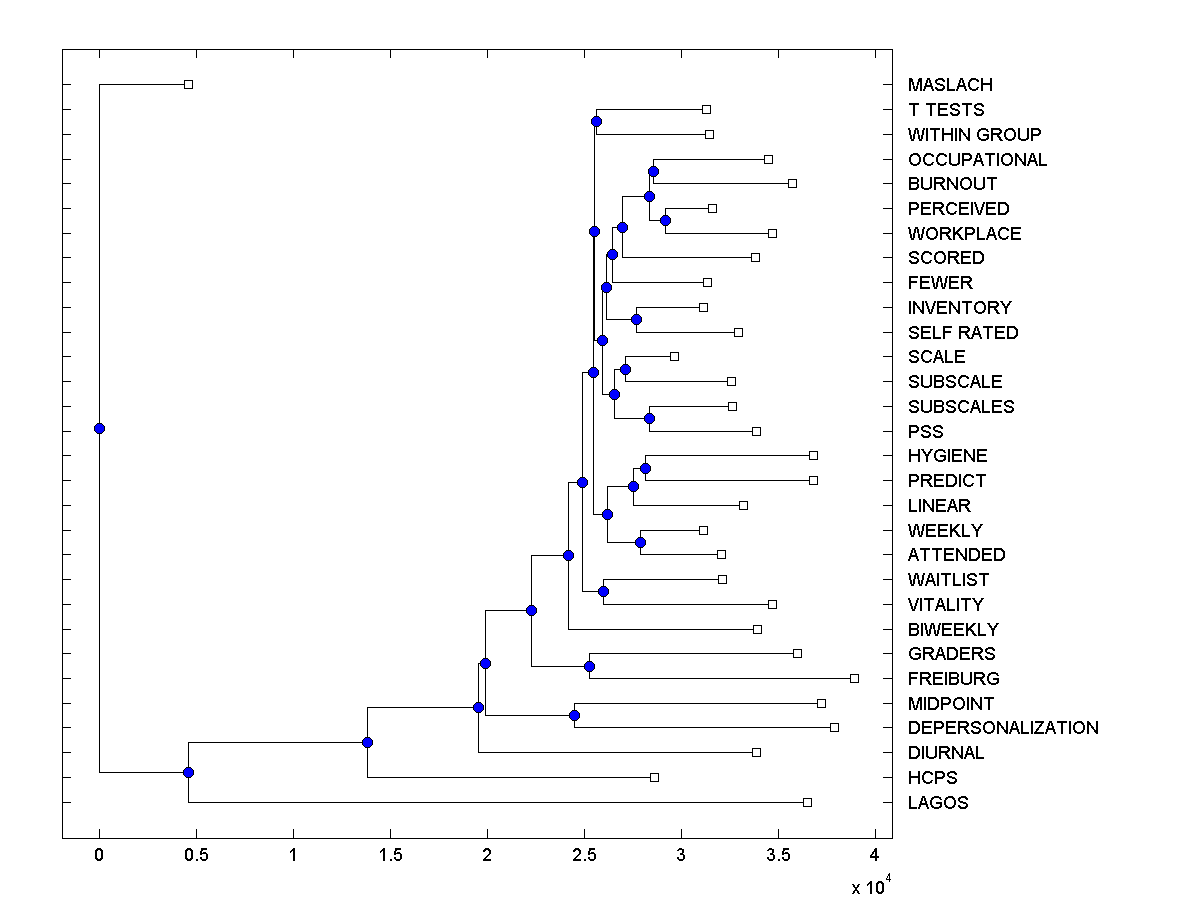 MASLACH
T TESTS
WITHIN GROUP
OCCUPATIONAL
BURNOUT
PERCEIVED
WORKPLACE
SCORED
FEWER
INVENTORY
SELF RATED
SCALE
SUBSCALE
SUBSCALES
PSS
HYGIENE
PREDICT
LINEAR
WEEKLY
ATTENDED
WAITLIST
VITALITY
BIWEEKLY
GRADERS
FREIBURG
MIDPOINT
DEPERSONALIZATION
DIURNAL
HCPS
LAGOS
0 0.5 1 1.5 2 2.5 3 3.5 4
x 10^4